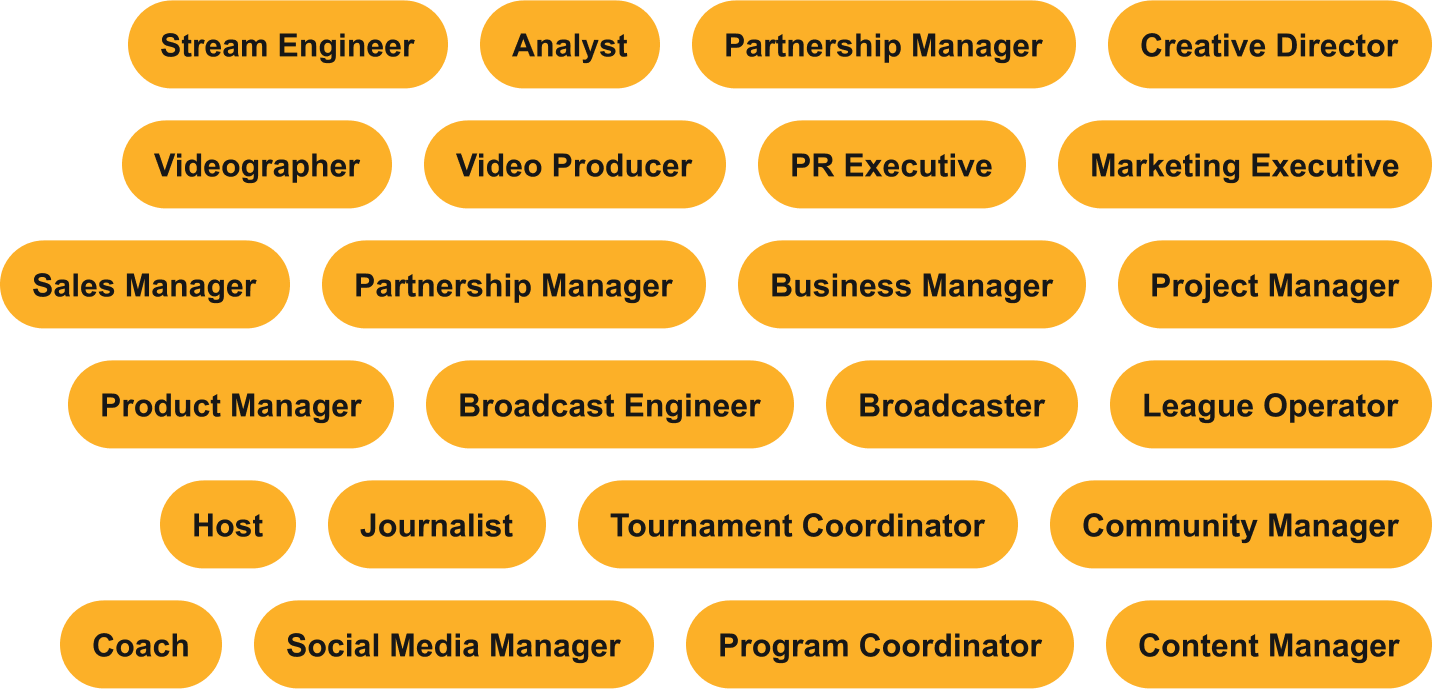 Stream Engineer Analyst Partnership Manager Creative Director
Videographer Video Producer PR Executive Marketing Executive
Sales Manager Partnership Manager Business Manager Project Manager
Product Manager Broadcast Engineer Broadcaster League Operator
Host Journalist Tournament Coordinator Community Manager
Coach Social Media Manager Program Coordinator Content Manager